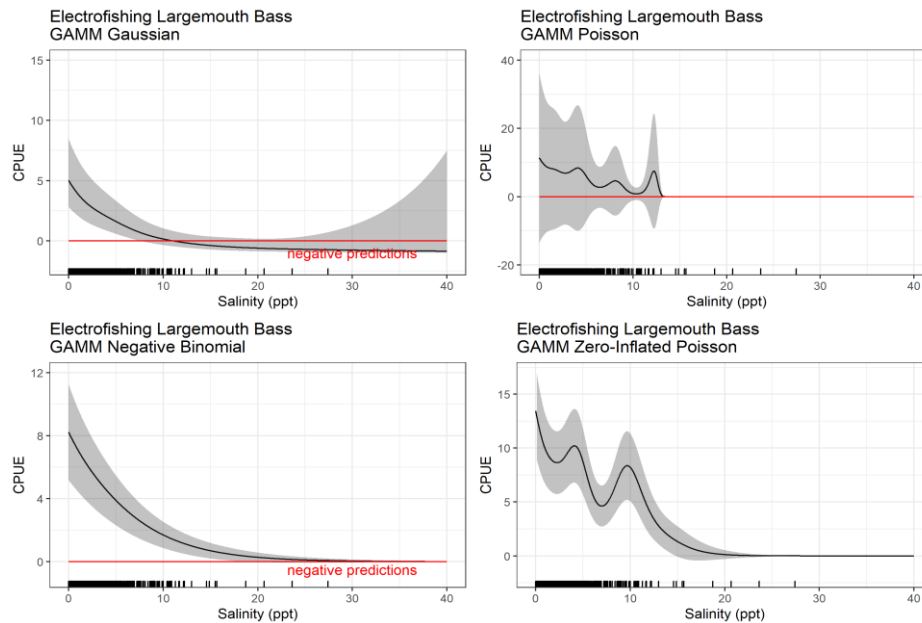 Electrofishing Largemouth Bass
GAMM Gaussian
15
10
5
0
CPUE
negative predictions
0
10
20
30
40
Salinity (ppt)
Electrofishing Largemouth Bass
GAMM Poisson
40
20
0
-20
CPUE
0
10
20
30
40
Salinity (ppt)
Electrofishing Largemouth Bass
GAMM Negative Binomial
12
8
4
0
CPUE
negative predictions
0
10
20
30
40
Salinity (ppt)
Electrofishing Largemouth Bass
GAMM Zero-Inflated Poisson
15
10
5
0
CPUE
0
10
20
30
40
Salinity (ppt)